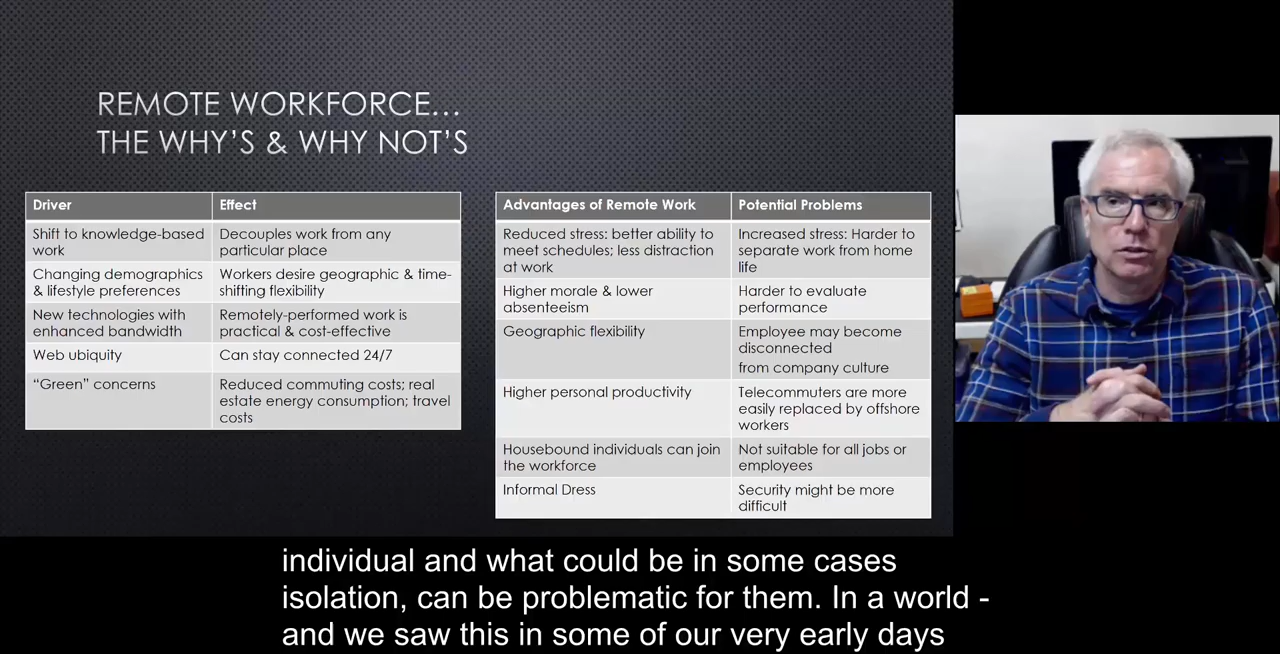 REMOTE WORKFORCE…
THE WHY'S & WHY NOT'S
Driver
Effect
Shift to knowledge-based
work
Decouples work from any
particular place
Changing demographics
& lifestyle preferences
Workers desire geographic & time-
shifting flexibility
New technologies with
enhanced bandwidth
Remotely-performed work is
practical & cost-effective
Web ubiquity
Can stay connected 24/7
“Green” concerns
Reduced commuting costs; real
estate energy consumption; travel
costs
Advantages of Remote Work
Potential Problems
Reduced stress: better ability to
meet schedules; less distraction
at work
Increased stress: Harder to
separate work from home
life
Higher morale & lower
absenteeism
Harder to evaluate
performance
Geographic flexibility
Employee may become
disconnected
from company culture
Higher personal productivity
Telecommuters are more
easily replaced by offshore
workers
Housebound individuals can join
the workforce
Not suitable for all jobs or
employees
Informal Dress
Security might be more
difficult
individual and what could be in some cases
isolation, can be problematic for them. In a world -
and we saw this in some of our very early days